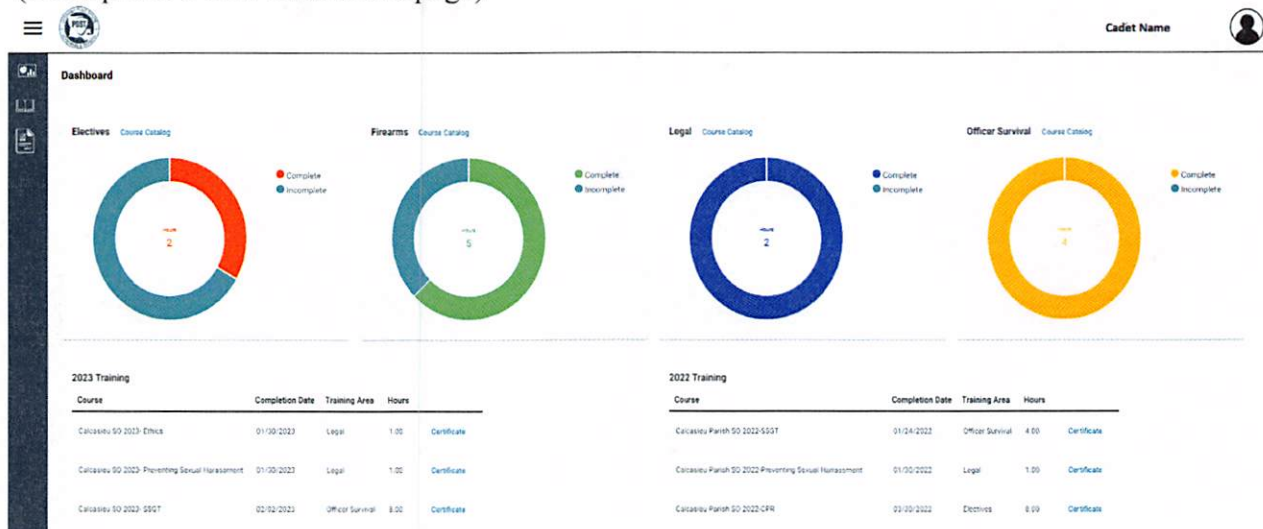 POST
Cadet Name
Dashboard
Electives Course Catalog
Complete
Incomplete
HOURS
2
Firearms Course Catalog
Complete
Incomplete
HOURS
5
Legal Course Catalog
Complete
Incomplete
HOURS
2
Officer Survival Course Catalog
Complete
Incomplete
HOURS
4
2023 Training
Course Completion Date Training Area Hours
Calcasieu SO 2023- Ethics 01/30/2023 Legal 1.00 Certificate
Calcasieu SO 2023- Preventing Sexual Harassment 01/30/2023 Legal 1.00 Certificate
Calcasieu SO 2023- SSGT 02/02/2023 Officer Survival 8.00 Certificate
2022 Training
Course Completion Date Training Area Hours
Calcasieu Parish SO 2022-SSGT 01/24/2022 Officer Survival 4.00 Certificate
Calcasieu Parish SO 2022-Preventing Sexual Harrassment 01/30/2022 Legal 1.00 Certificate
Calcasieu Parish SO 2022-CPR 03/30/2022 Electives 8.00 Certificate